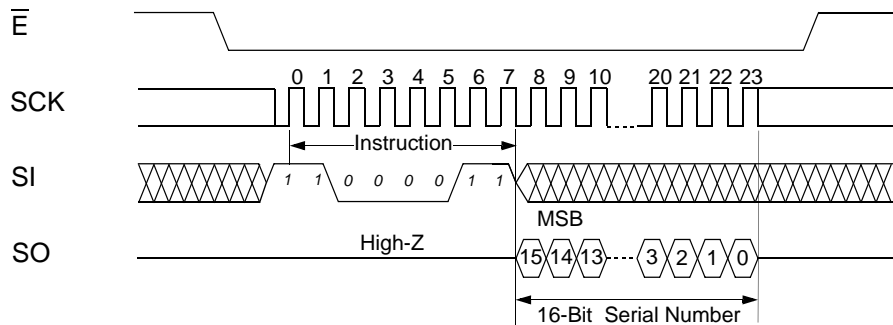 E
SCK 0 1 2 3 4 5 6 7 8 9 10 20 21 22 23
Instruction
SI 1 1 0 0 0 0 1 1
MSB
High-Z
SO 15 14 13 3 2 1 0
16-Bit Serial Number